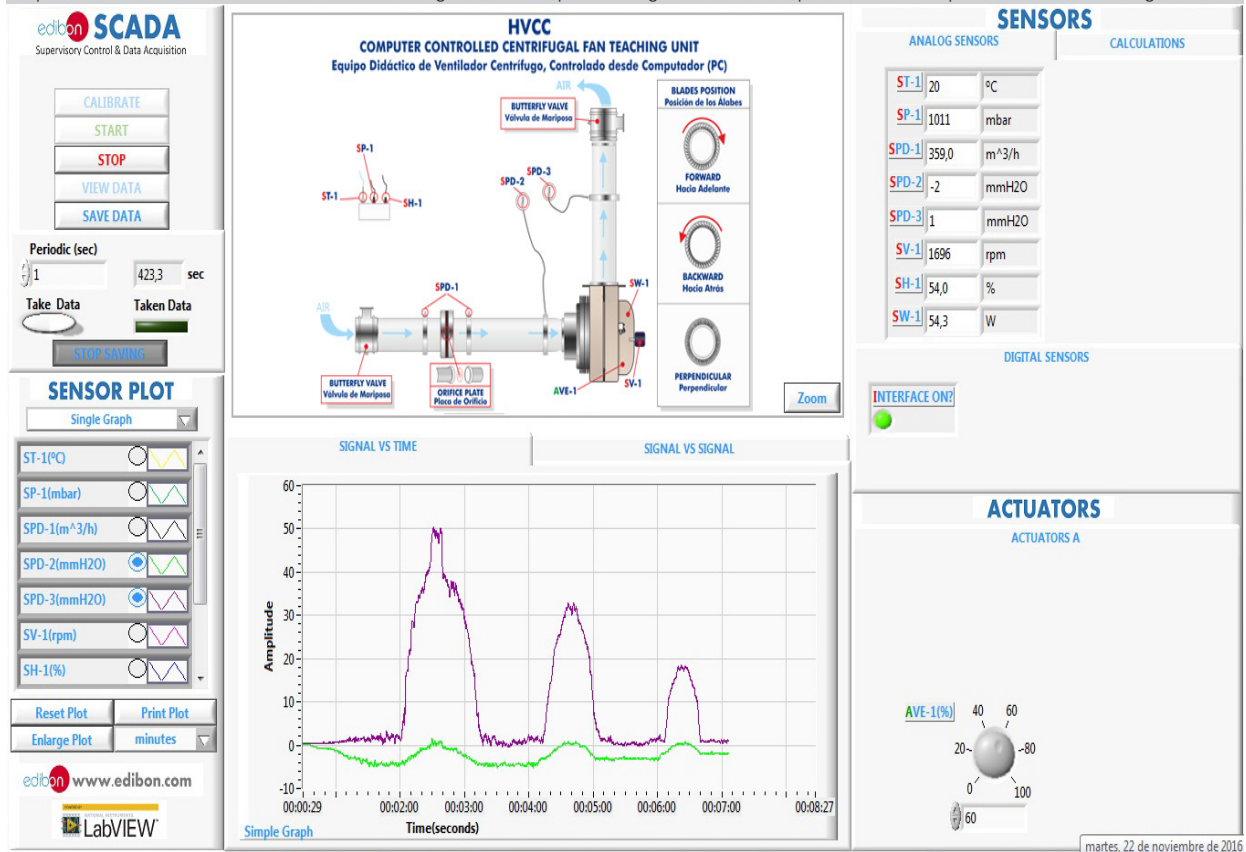 edibon SCADA
Supervisory Control & Data Acquisition
CALIBRATE
START
STOP
VIEW DATA
SAVE DATA
Periodic (sec)
1
423,3 sec
Take Data
Taken Data
STOP SAVING
SENSOR PLOT
Single Graph
ST-1(ºC)
SP-1(mbar)
SPD-1(m^3/h)
SPD-2(mmH2O)
SPD-3(mmH2O)
SV-1(rpm)
SH-1(%)
Reset Plot
Print Plot
Enlarge Plot
minutes
edibon www.edibon.com
POWERED BY
NATIONAL INSTRUMENTS
LabVIEW
HVCC
COMPUTER CONTROLLED CENTRIFUGAL FAN TEACHING UNIT
Equipo Didáctico de Ventilador Centrífugo, Controlado desde Computador (PC)
AIR
BUTTERFLY VALVE
Válvula de Mariposa
SP-1
ST-1
SH-1
SPD-2
SPD-3
SPD-1
SW-1
AIR
BUTTERFLY VALVE
Válvula de Mariposa
ORIFICE PLATE
Placa de Orificio
AVE-1
SV-1
BLADES POSITION
Posición de los Álabes
FORWARD
Hacia Adelante
BACKWARD
Hacia Atrás
PERPENDICULAR
Perpendicular
Zoom
SIGNAL VS TIME
SIGNAL VS SIGNAL
Amplitude
60
50
40
30
20
10
0
-10
00:00:29
00:02:00
00:03:00
00:04:00
00:05:00
00:06:00
00:07:00
00:08:27
Time(seconds)
Simple Graph
SENSORS
ANALOG SENSORS
CALCULATIONS
ST-1 20 ºC
SP-1 1011 mbar
SPD-1 359,0 m^3/h
SPD-2 -2 mmH2O
SPD-3 1 mmH2O
SV-1 1696 rpm
SH-1 54,0 %
SW-1 54,3 W
DIGITAL SENSORS
INTERFACE ON?
ACTUATORS
ACTUATORS A
AVE-1(%)
40
60
20
80
0
100
60
martes, 22 de noviembre de 2016